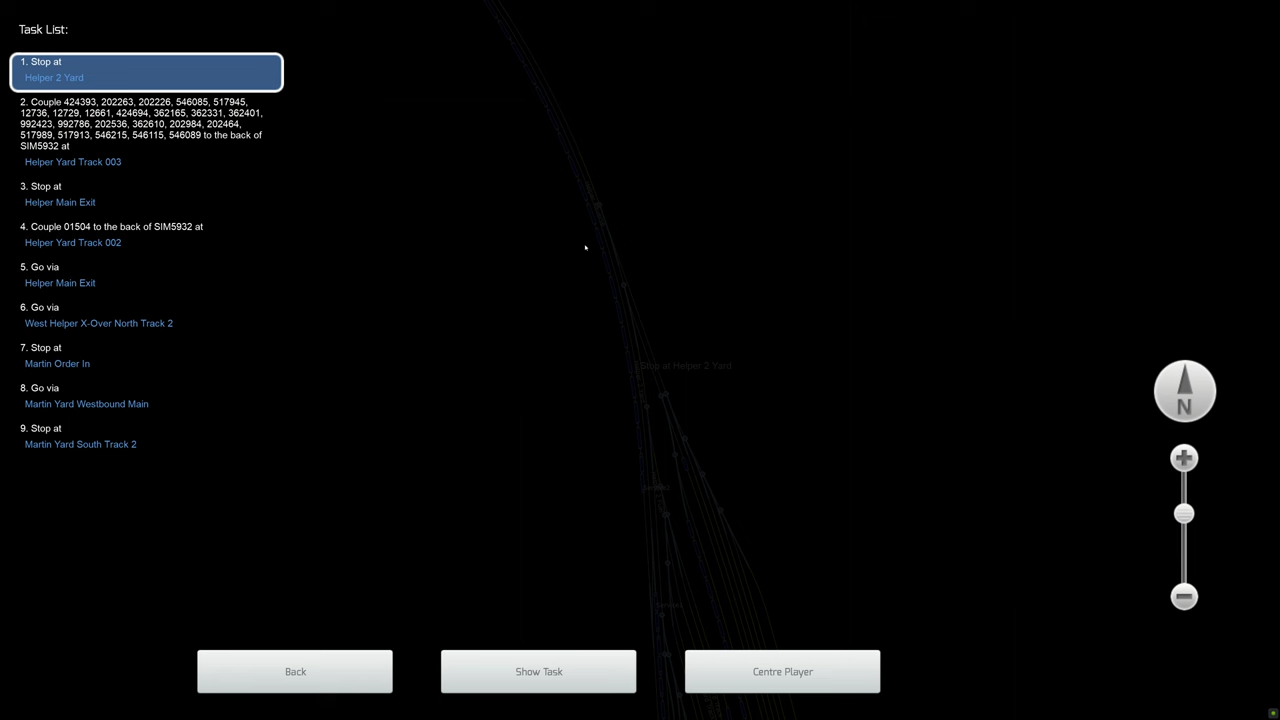 Task List:
1. Stop at
Helper 2 Yard
2. Couple 424393, 202263, 202226, 546085, 517945,
12736, 12729, 12661, 424694, 362165, 362331, 362401,
992423, 992786, 202536, 362610, 202984, 202464,
517989, 517913, 546215, 546115, 546089 to the back of
SIM5932 at
Helper Yard Track 003
3. Stop at
Helper Main Exit
4. Couple 01504 to the back of SIM5932 at
Helper Yard Track 002
5. Go via
Helper Main Exit
6. Go via
West Helper X-Over North Track 2
7. Stop at
Martin Order In
8. Go via
Martin Yard Westbound Main
9. Stop at
Martin Yard South Track 2
Stop at Helper 2 Yard
N
Back
Show Task
Centre Player